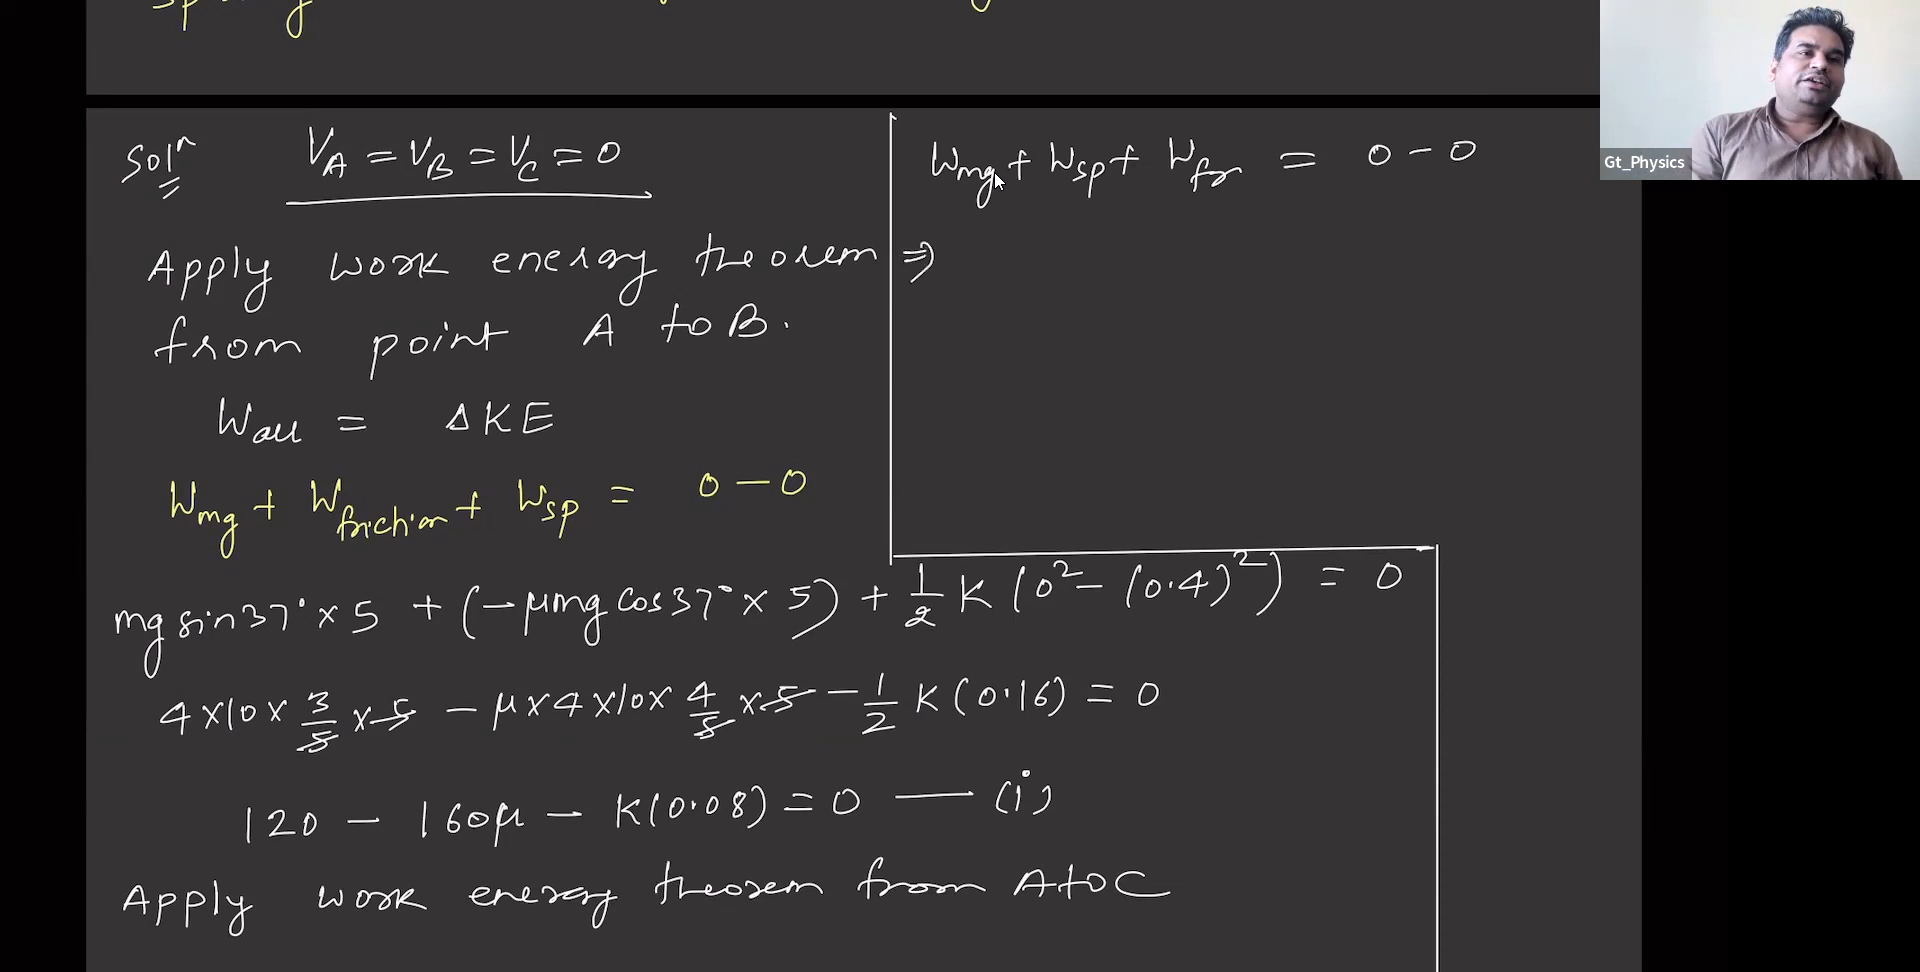 Solⁿ V_A = V_B = V_C = 0
Apply work energy theorem ⇒
from point A to B.
W_all = ΔKE
W_mg + W_friction + W_sp = 0 - 0
mg sin37° × 5 + (-μmg cos37° × 5) + 1/2 K (0² - (0.4)²) = 0
4×10× 3/5 ×5 - μ×4×10× 4/5 ×5 - 1/2 K (0.16) = 0
120 - 160μ - K(0.08) = 0 — (i)
Apply work energy theorem from A to C
W_mg + W_sp + W_fr = 0 - 0
Gt_Physics